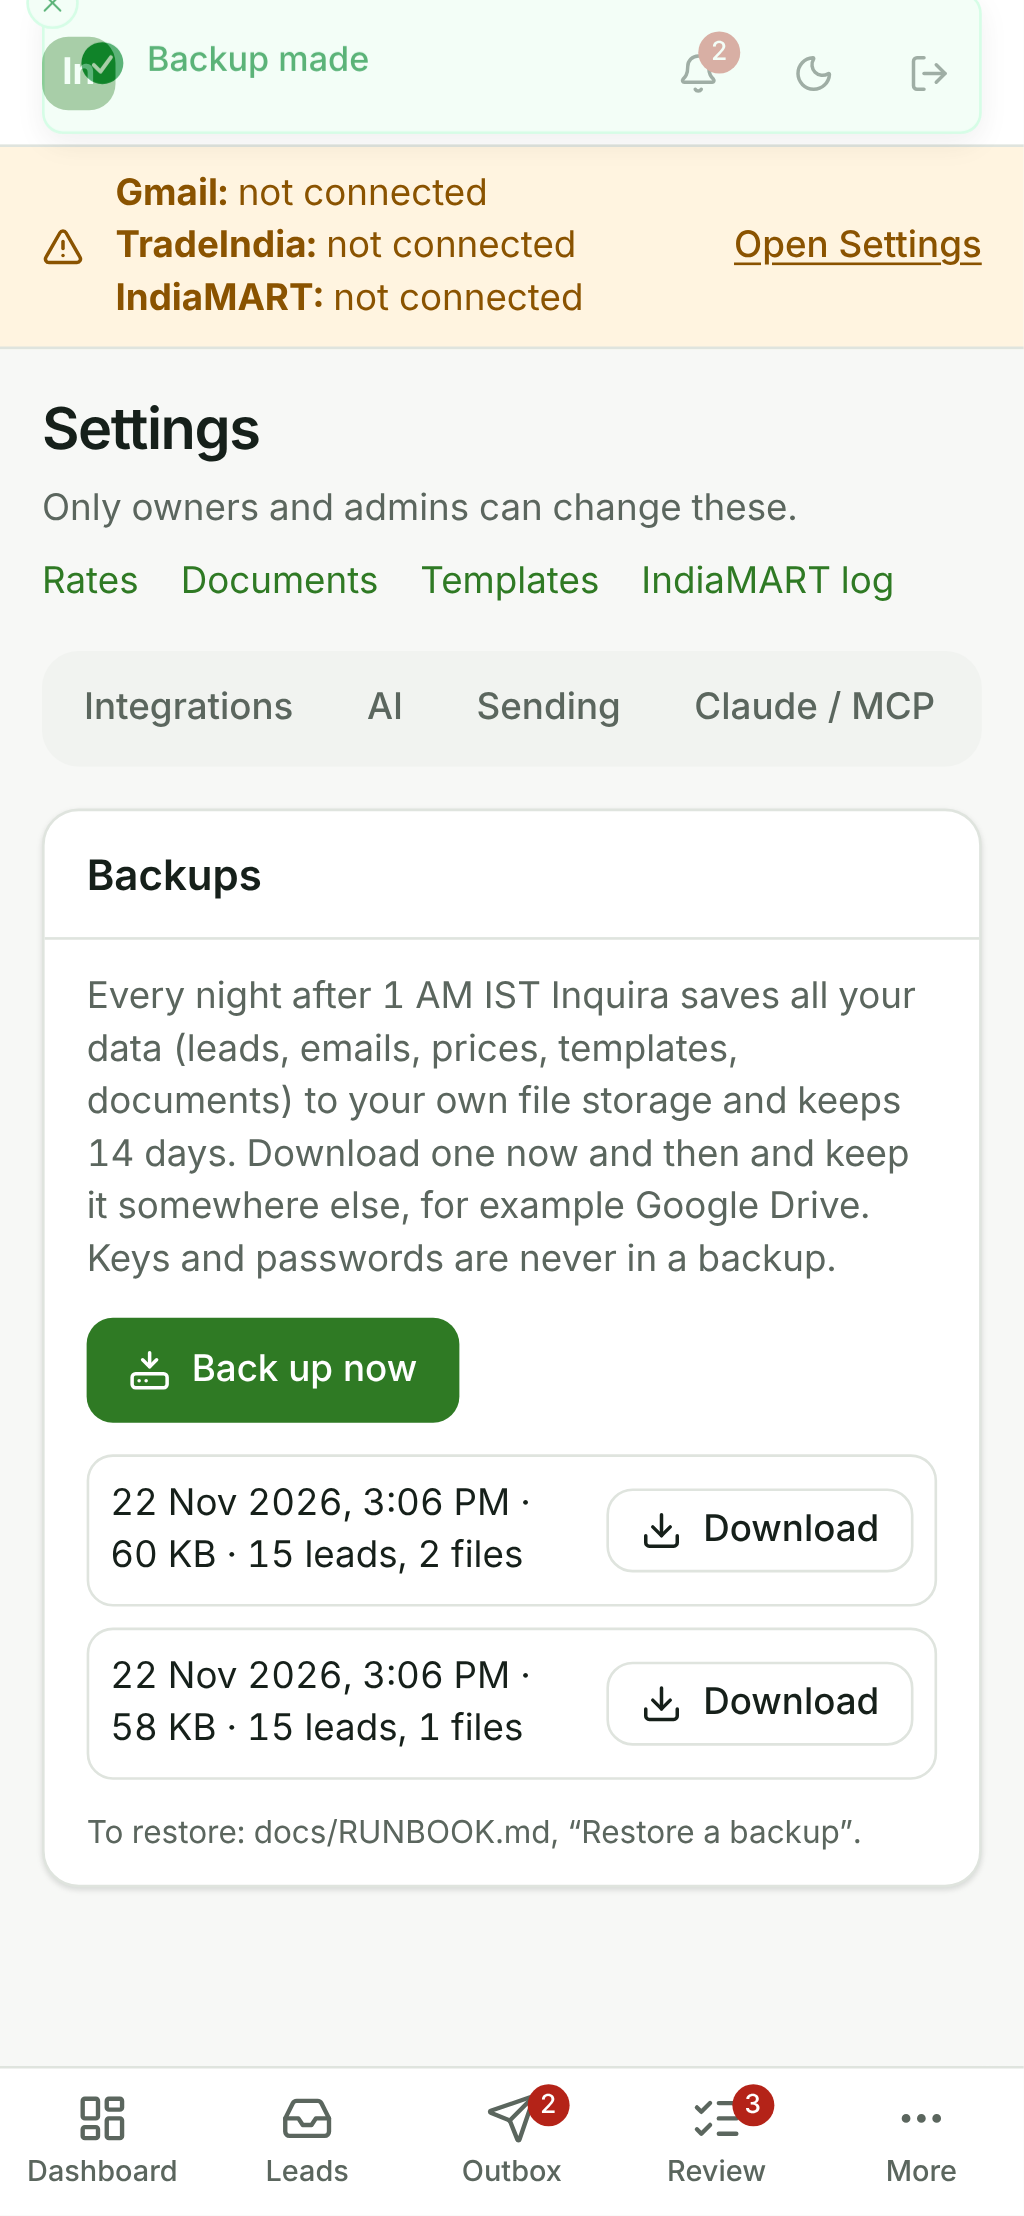 In
Backup made
2
Gmail: not connected
TradeIndia: not connected
IndiaMART: not connected
Open Settings
Settings
Only owners and admins can change these.
Rates Documents Templates IndiaMART log
Integrations AI Sending Claude / MCP
Backups
Every night after 1 AM IST Inquira saves all your
data (leads, emails, prices, templates,
documents) to your own file storage and keeps
14 days. Download one now and then and keep
it somewhere else, for example Google Drive.
Keys and passwords are never in a backup.
Back up now
22 Nov 2026, 3:06 PM ·
60 KB · 15 leads, 2 files
Download
22 Nov 2026, 3:06 PM ·
58 KB · 15 leads, 1 files
Download
To restore: docs/RUNBOOK.md, “Restore a backup”.
2
3
Dashboard Leads Outbox Review More